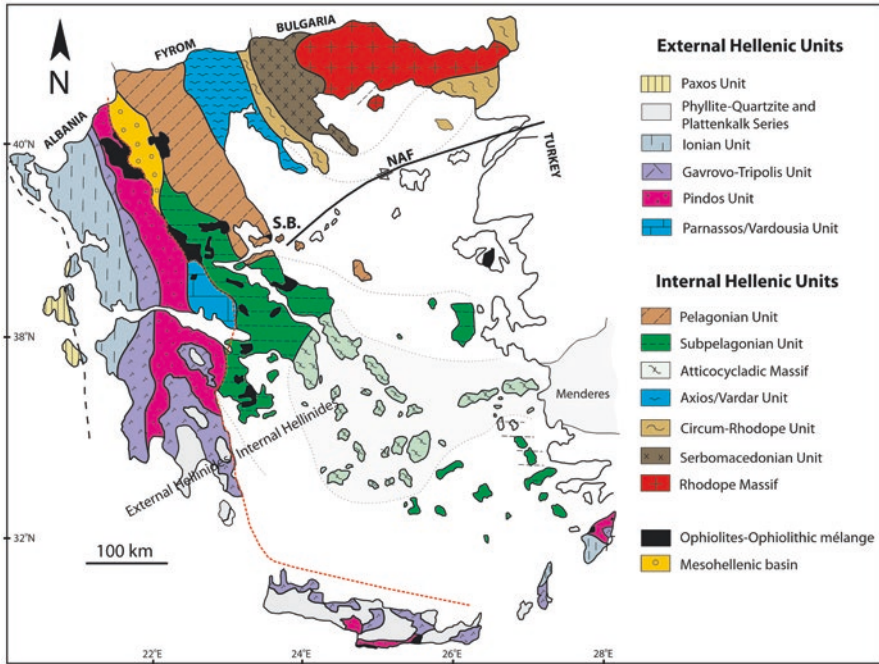 N
ALBANIA
FYROM
BULGARIA
TURKEY
NAF
S.B.
Menderes
External Hellinides/ Internal Hellinides
100 km
40°N
38°N
32°N
22°E
24°E
26°E
28°E
External Hellenic Units
Paxos Unit
Phyllite-Quartzite and
Plattenkalk Series
Ionian Unit
Gavrovo-Tripolis Unit
Pindos Unit
Parnassos/Vardousia Unit
Internal Hellenic Units
Pelagonian Unit
Subpelagonian Unit
Atticocycladic Massif
Axios/Vardar Unit
Circum-Rhodope Unit
Serbomacedonian Unit
Rhodope Massif
Ophiolites-Ophiolithic mélange
Mesohellenic basin